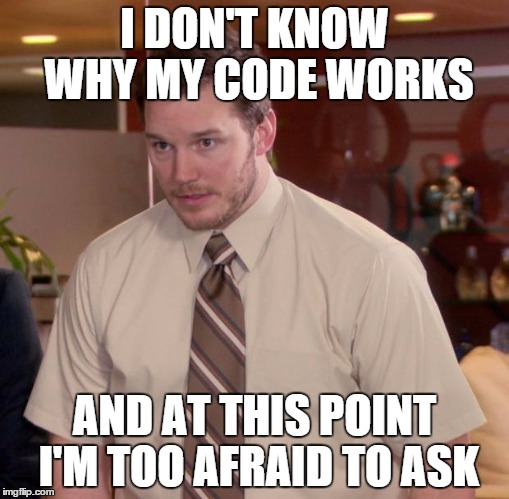 I DON'T KNOW
WHY MY CODE WORKS
AND AT THIS POINT
I'M TOO AFRAID TO ASK
imgflip.com